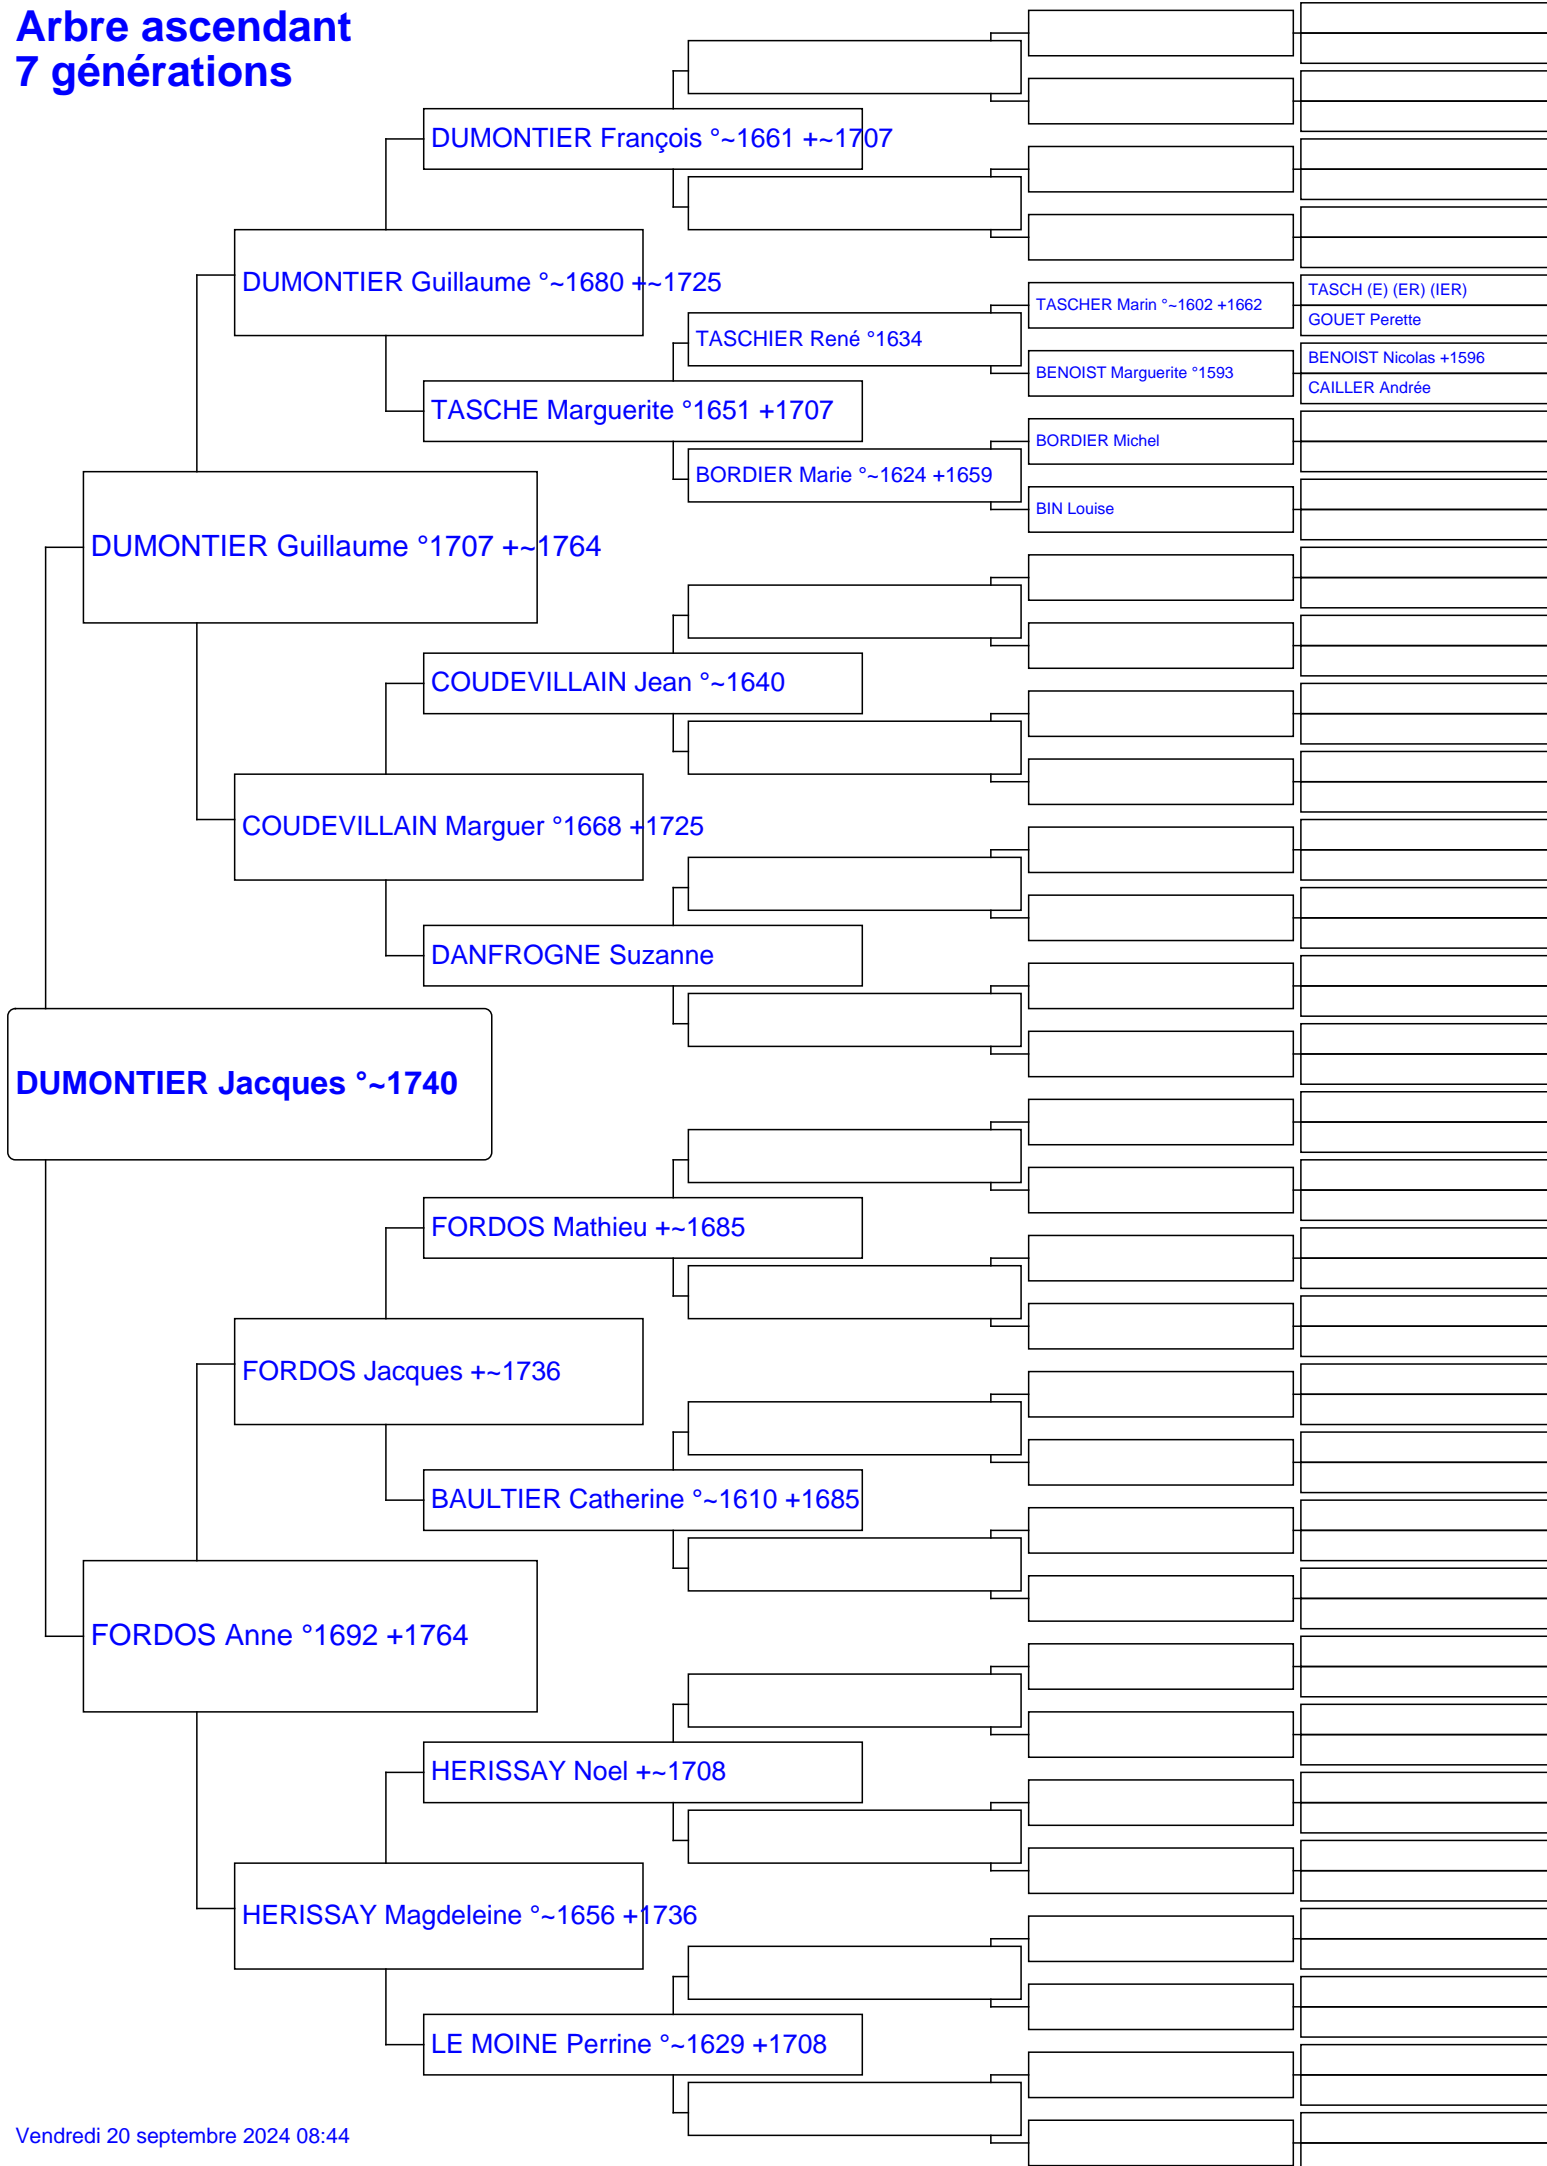 Arbre ascendant
7 générations
DUMONTIER François °~1661 +~1707
DUMONTIER Guillaume °~1680 +~1725
TASCHER Marin °~1602 +1662
TASCH (E) (ER) (IER)
GOUET Perette
TASCHIER René °1634
BENOIST Marguerite °1593
BENOIST Nicolas +1596
CAILLER Andrée
TASCHE Marguerite °1651 +1707
BORDIER Michel
BORDIER Marie °~1624 +1659
BIN Louise
DUMONTIER Guillaume °1707 +~1764
COUDEVILLAIN Jean °~1640
COUDEVILLAIN Marguer °1668 +1725
DANFROGNE Suzanne
DUMONTIER Jacques °~1740
FORDOS Mathieu +~1685
FORDOS Jacques +~1736
BAULTIER Catherine °~1610 +1685
FORDOS Anne °1692 +1764
HERISSAY Noel +~1708
HERISSAY Magdeleine °~1656 +1736
LE MOINE Perrine °~1629 +1708
Vendredi 20 septembre 2024 08:44